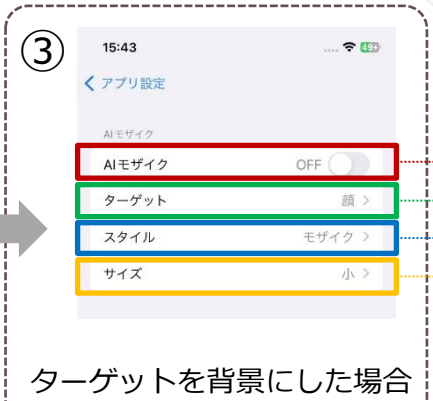 ③
15:43
49
アプリ設定
AIモザイク
AIモザイク OFF
ターゲット 顔
スタイル モザイク
サイズ 小
ターゲットを背景にした場合